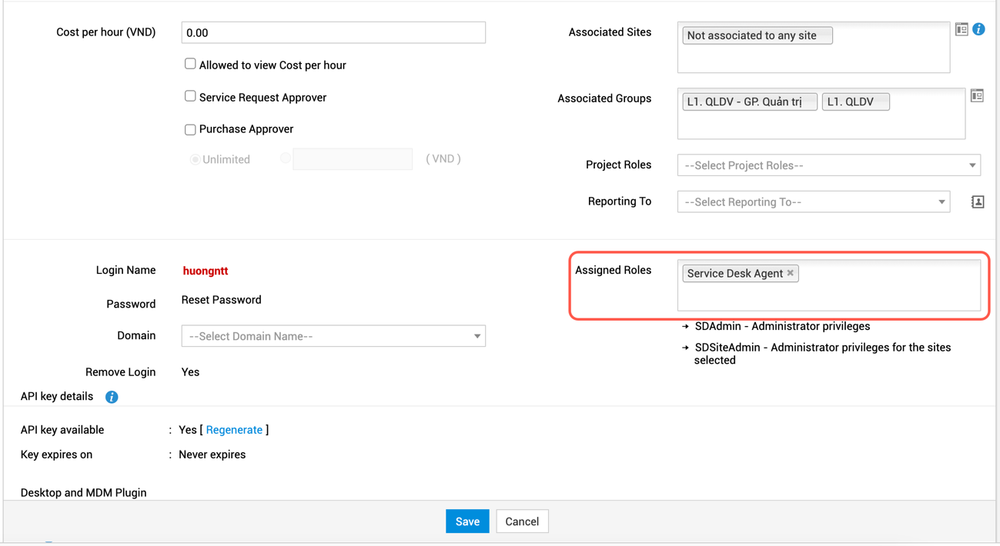 Cost per hour (VND)
0.00
Allowed to view Cost per hour
Service Request Approver
Purchase Approver
Unlimited
( VND )
Associated Sites
Not associated to any site
Associated Groups
L1. QLDV - GP. Quản trị
L1. QLDV
Project Roles
--Select Project Roles--
Reporting To
--Select Reporting To--
Login Name
huongntt
Password
Reset Password
Domain
--Select Domain Name--
Remove Login
Yes
Assigned Roles
Service Desk Agent
SDAdmin - Administrator privileges
SDSiteAdmin - Administrator privileges for the sites
selected
API key details
API key available : Yes [ Regenerate ]
Key expires on : Never expires
Desktop and MDM Plugin
Save
Cancel